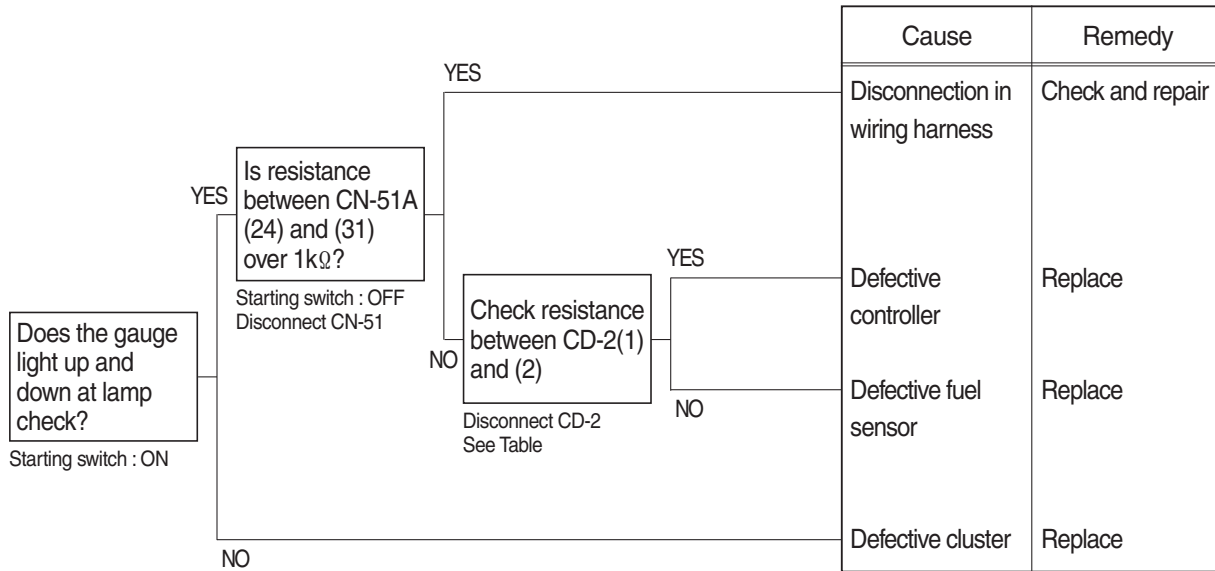 Cause
Remedy
YES
Disconnection in
wiring harness
Check and repair
YES
Is resistance
between CN-51A
(24) and (31)
over 1kΩ?
Starting switch : OFF
Disconnect CN-51
YES
Defective
controller
Replace
Check resistance
between CD-2(1)
and (2)
NO
Disconnect CD-2
See Table
Does the gauge
light up and
down at lamp
check?
Starting switch : ON
NO
Defective fuel
sensor
Replace
NO
Defective cluster
Replace